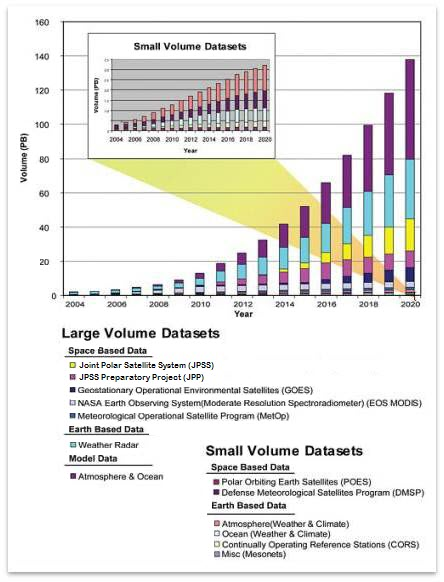 160
140
120
100
80
60
40
20
0
Volume (PB)
Small Volume Datasets
Volume (PB)
2004 2006 2008 2010 2012 2014 2016 2018 2020
Year
2004 2006 2008 2010 2012 2014 2016 2018 2020
Year
Large Volume Datasets
Space Based Data
Joint Polar Satellite System (JPSS)
JPSS Preparatory Project (JPP)
Geostationary Operational Environmental Satellites (GOES)
NASA Earth Observing System(Moderate Resolution Spectroradiometer) EOS MODIS)
Meteorological Operational Satellite Program (MetOp)
Earth Based Data
Weather Radar
Model Data
Atmosphere & Ocean
Small Volume Datasets
Space Based Data
Polar Orbiting Earth Satellites (POES)
Defense Meteorological Satellites Program (DMSP)
Earth Based Data
Atmosphere(Weather & Climate)
Ocean (Weather & Climate)
Continually Operating Reference Stations (CORS)
Misc (Mesonets)